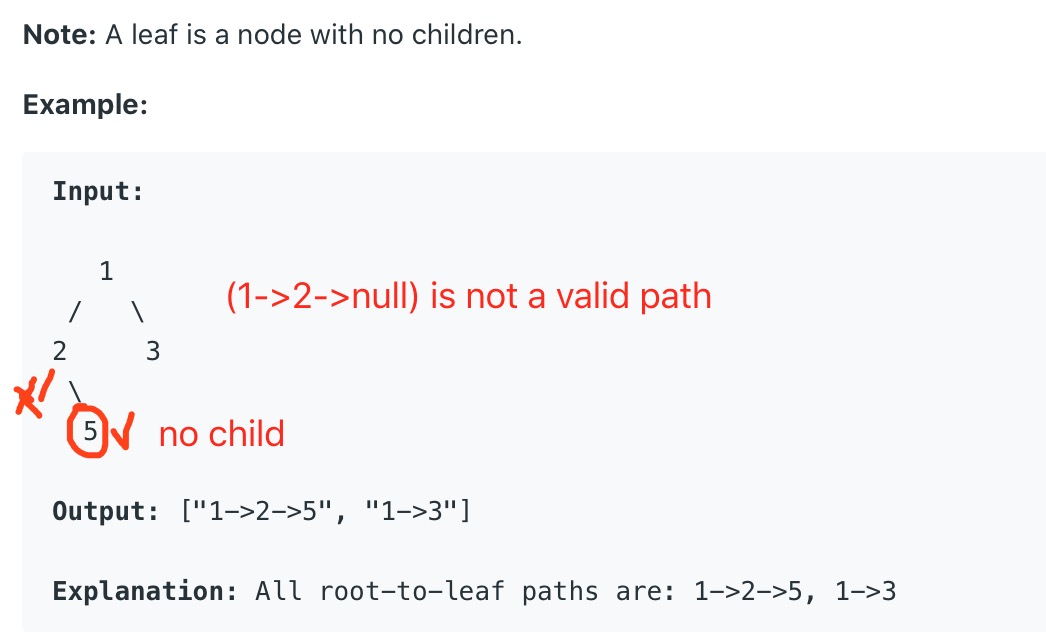 Note: A leaf is a node with no children.
Example:
Input:
1
(1->2->null) is not a valid path
/ \
2 3
\
5 no child
Output: ["1->2->5", "1->3"]
Explanation: All root-to-leaf paths are: 1->2->5, 1->3